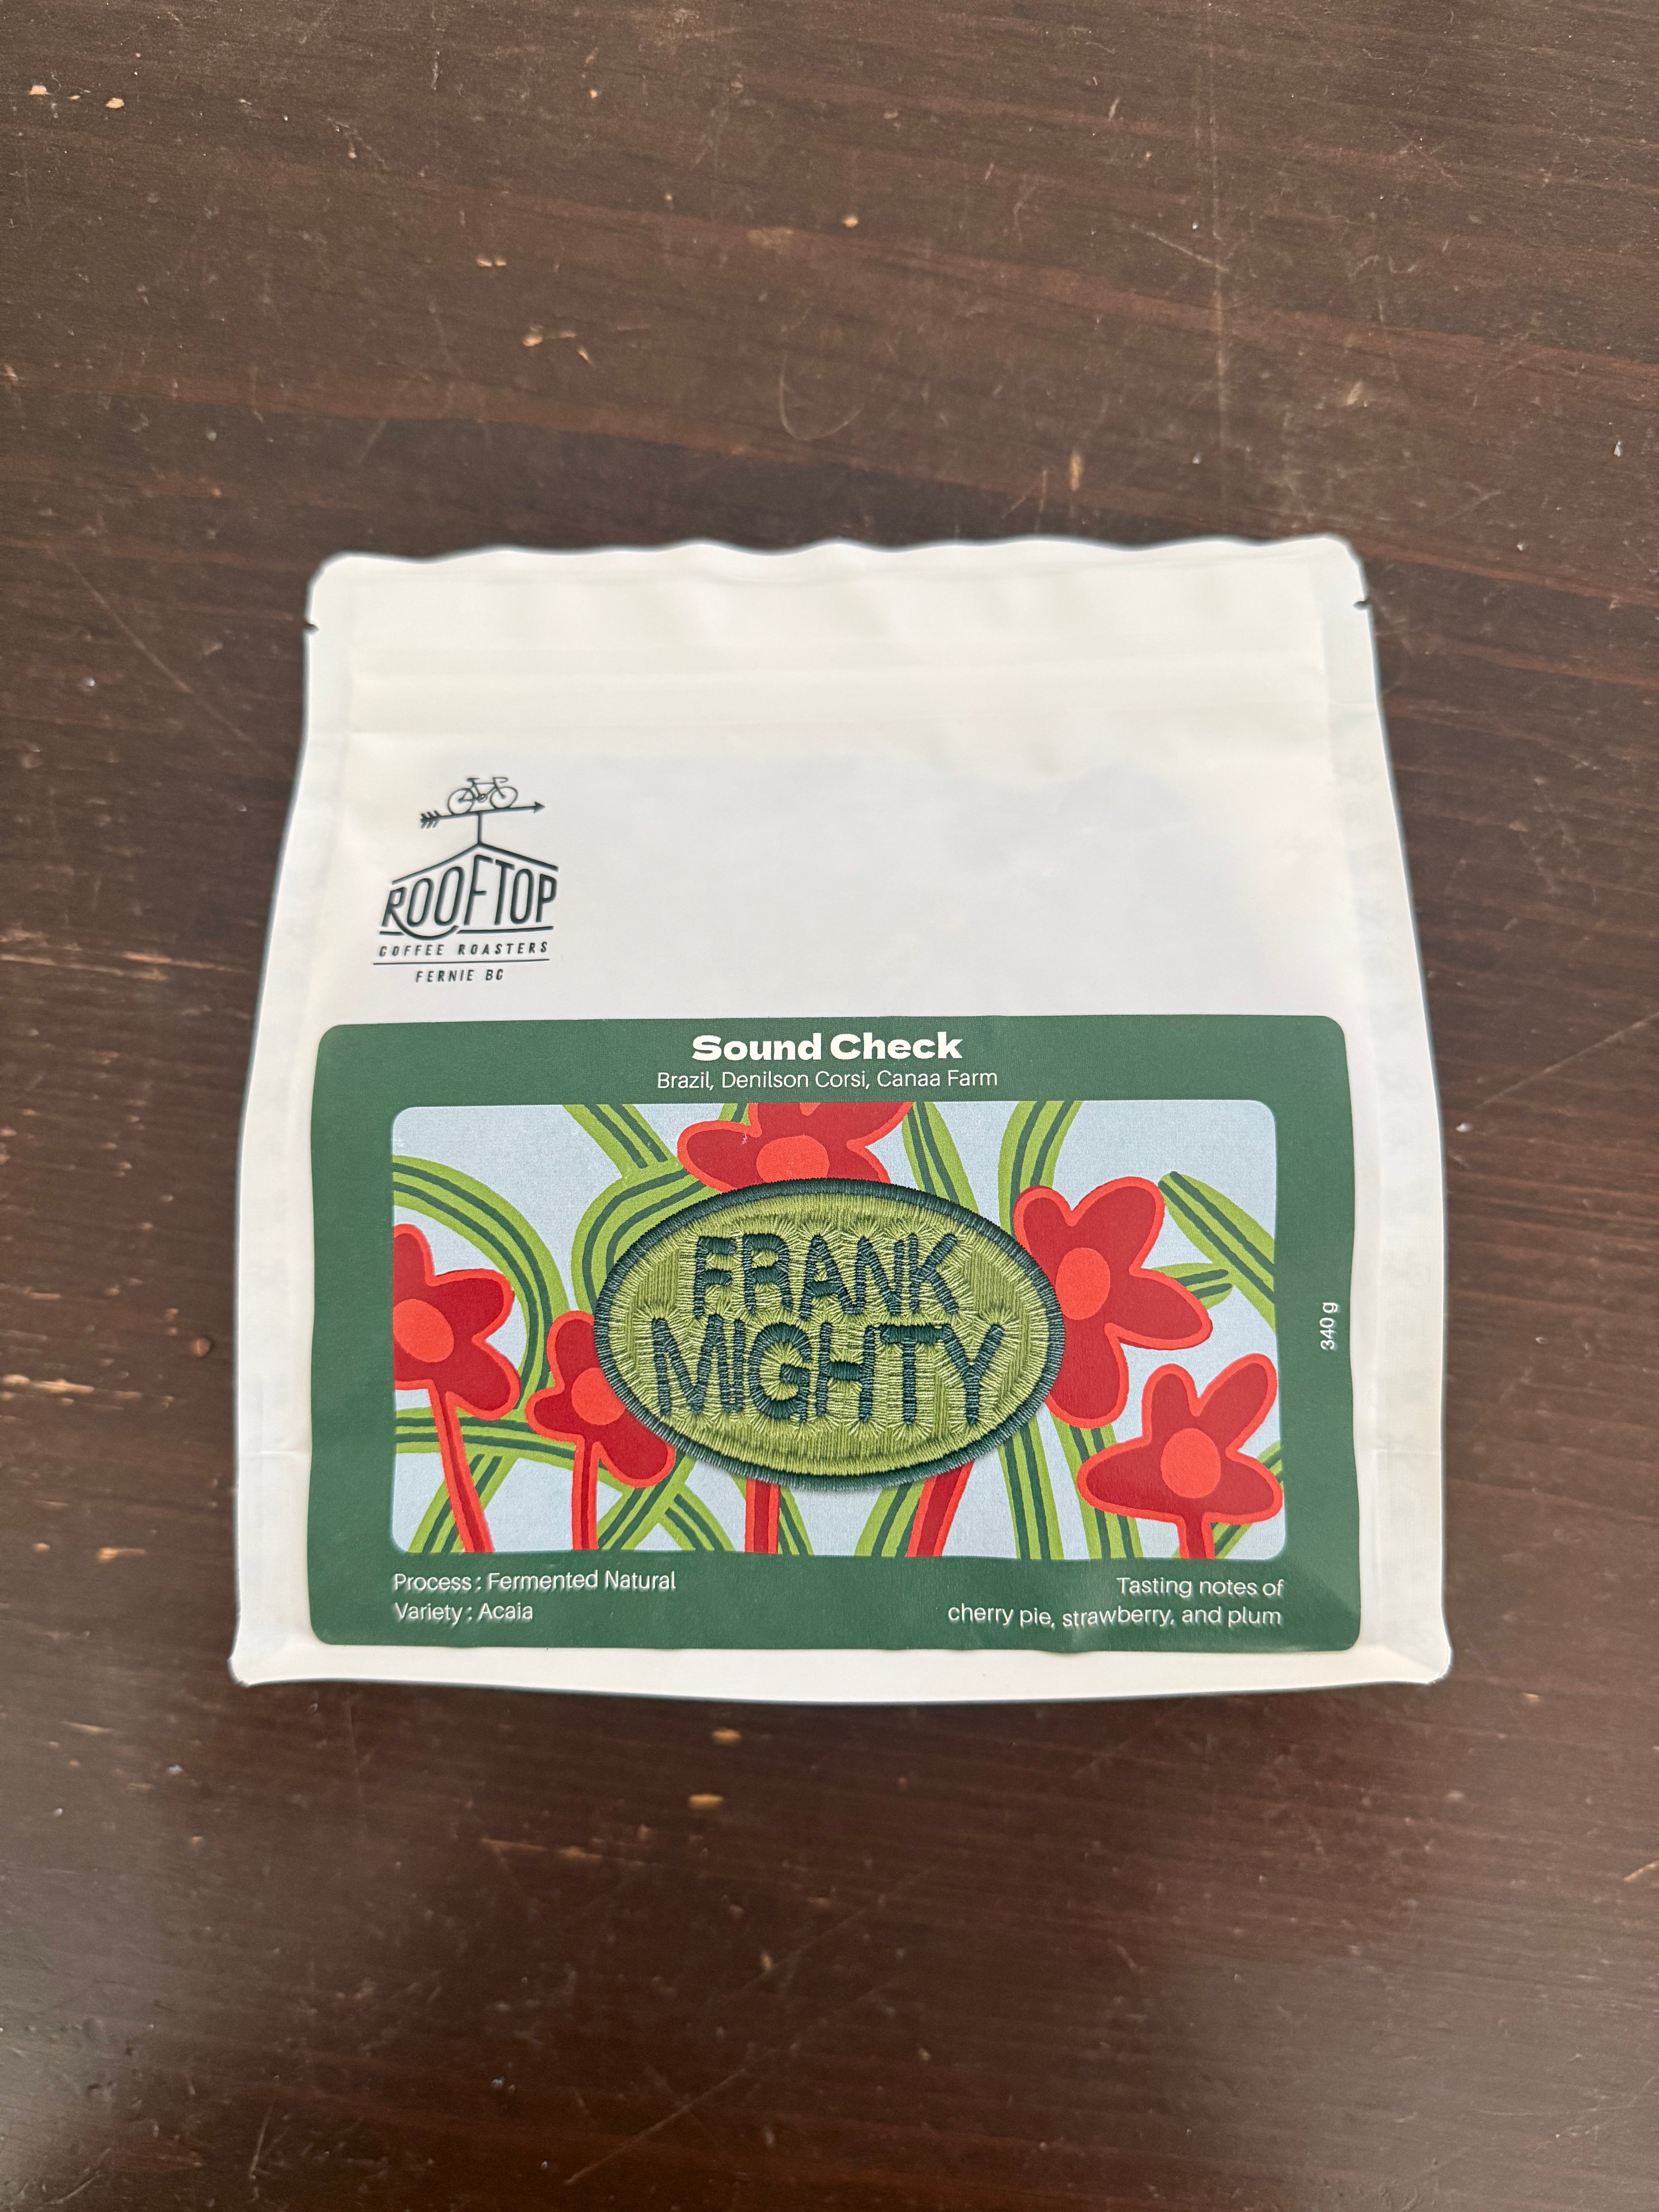 ROOFTOP
COFFEE ROASTERS
FERNIE BC
Sound Check
Brazil, Denilson Corsi, Canaa Farm
FRANK
MIGHTY
340 g
Process : Fermented Natural
Variety : Acaia
Tasting notes of
cherry pie, strawberry, and plum